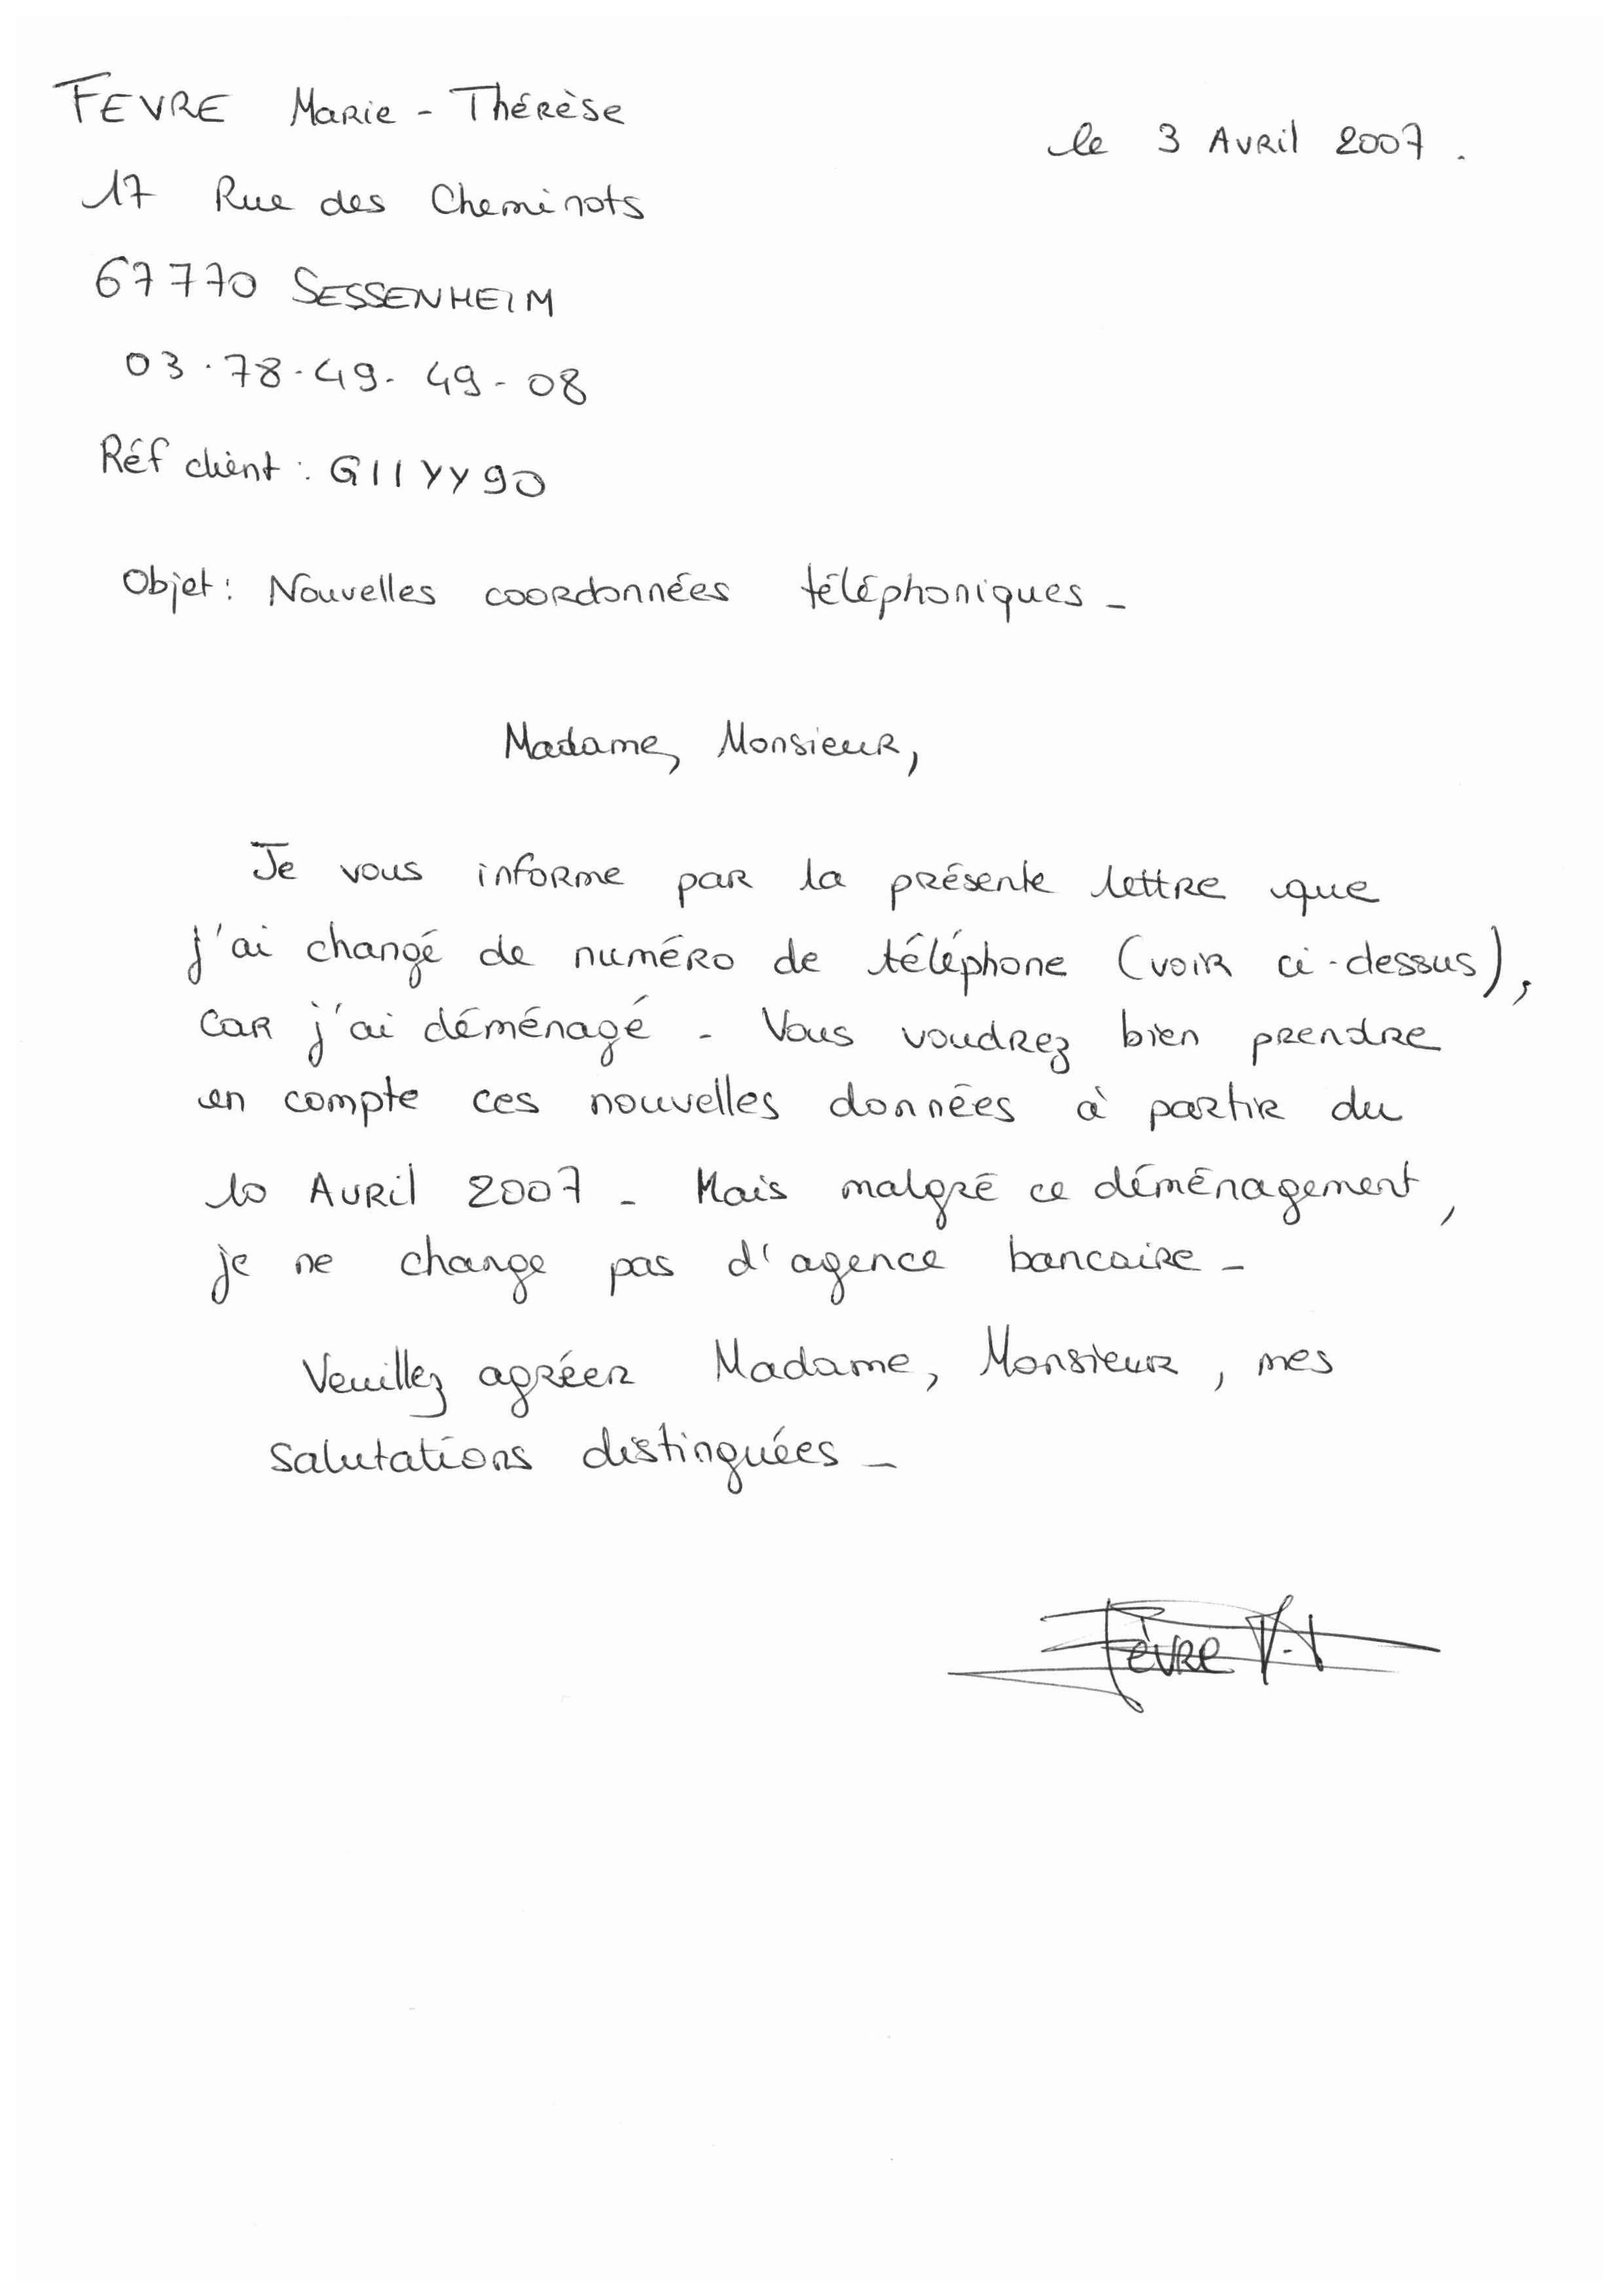 FEVRE Marie-Thérèse
le 3 Avril 2007.
17 Rue des Cheminots
67770 SESSENHEIM
03.78.49.49-08
Réf client : G11YY90
Objet : Nouvelles coordonnées téléphoniques -
Madame, Monsieur,
Je vous informe par la présente lettre que
j'ai changé de numéro de téléphone (voir ci-dessus),
car j'ai déménagé - Vous voudrez bien prendre
en compte ces nouvelles données à partir du
10 Avril 2007 - Mais malgré ce déménagement,
je ne change pas d'agence bancaire -
Veuillez agréer Madame, Monsieur, mes
salutations distinguées -
Fèvre